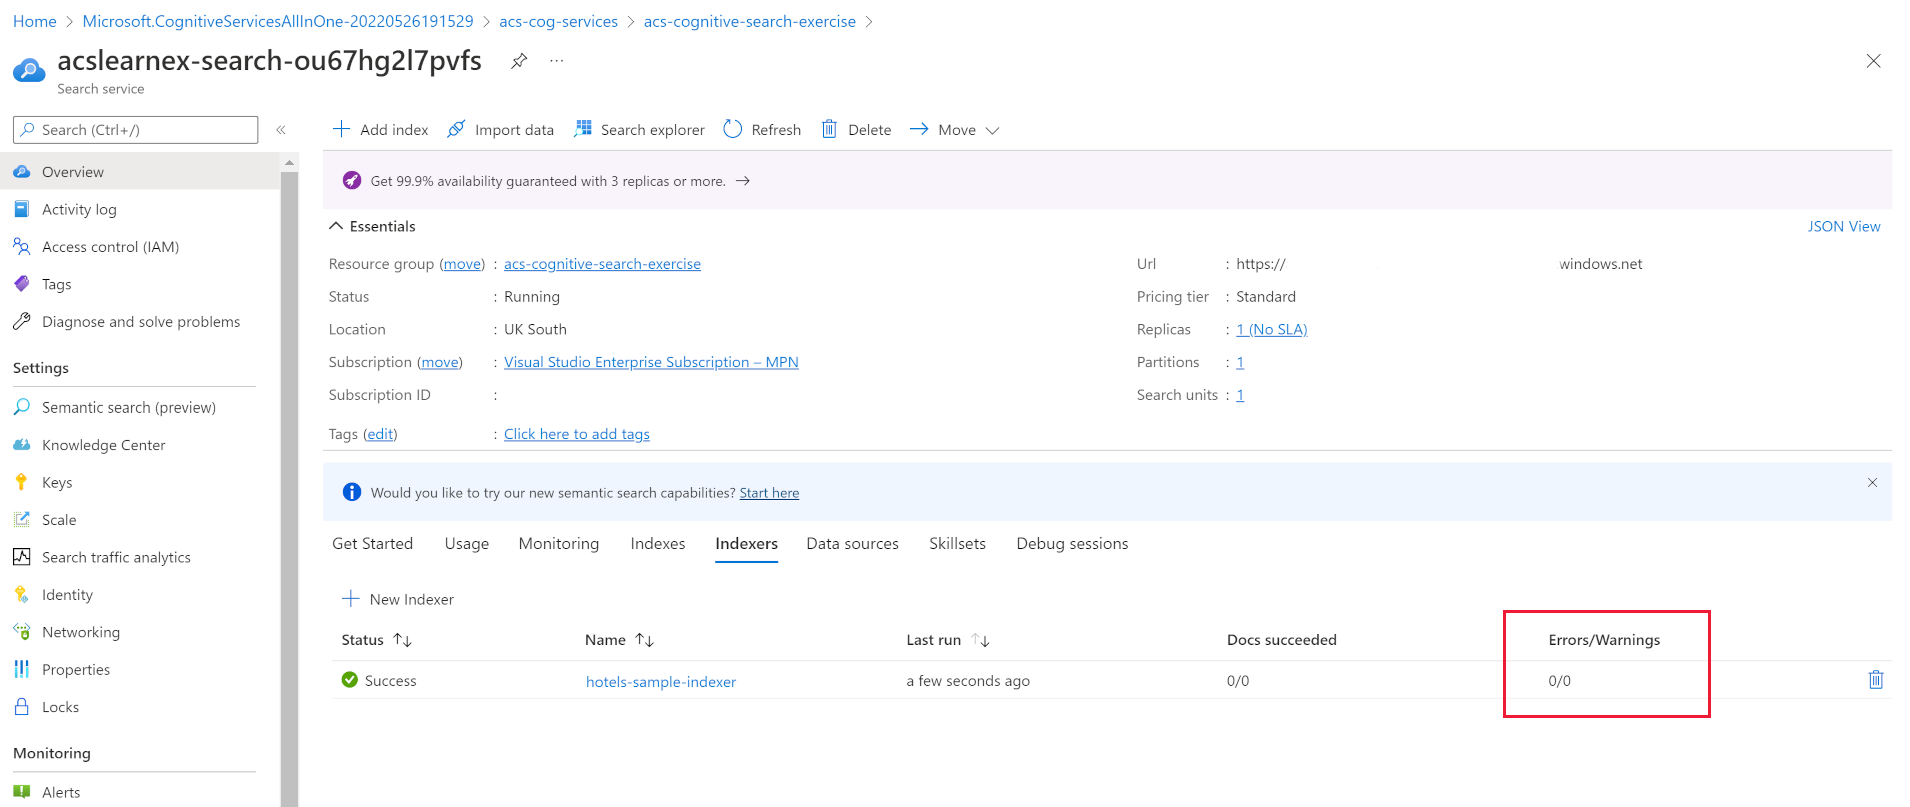 Home > Microsoft.CognitiveServicesAllInOne-20220526191529 > acs-cog-services > acs-cognitive-search-exercise >
acslearnex-search-ou67hg2l7pvfs
Search service
Search (Ctrl+/)
Overview
Activity log
Access control (IAM)
Tags
Diagnose and solve problems
Settings
Semantic search (preview)
Knowledge Center
Keys
Scale
Search traffic analytics
Identity
Networking
Properties
Locks
Monitoring
Alerts
Add index Import data Search explorer Refresh Delete Move
Get 99.9% availability guaranteed with 3 replicas or more.
Essentials
JSON View
Resource group (move) : acs-cognitive-search-exercise
Status : Running
Location : UK South
Subscription (move) : Visual Studio Enterprise Subscription – MPN
Subscription ID :
Tags (edit) : Click here to add tags
Url : https:// windows.net
Pricing tier : Standard
Replicas : 1 (No SLA)
Partitions : 1
Search units : 1
Would you like to try our new semantic search capabilities? Start here
Get Started Usage Monitoring Indexes Indexers Data sources Skillsets Debug sessions
New Indexer
Status Name Last run Docs succeeded Errors/Warnings
Success hotels-sample-indexer a few seconds ago 0/0 0/0